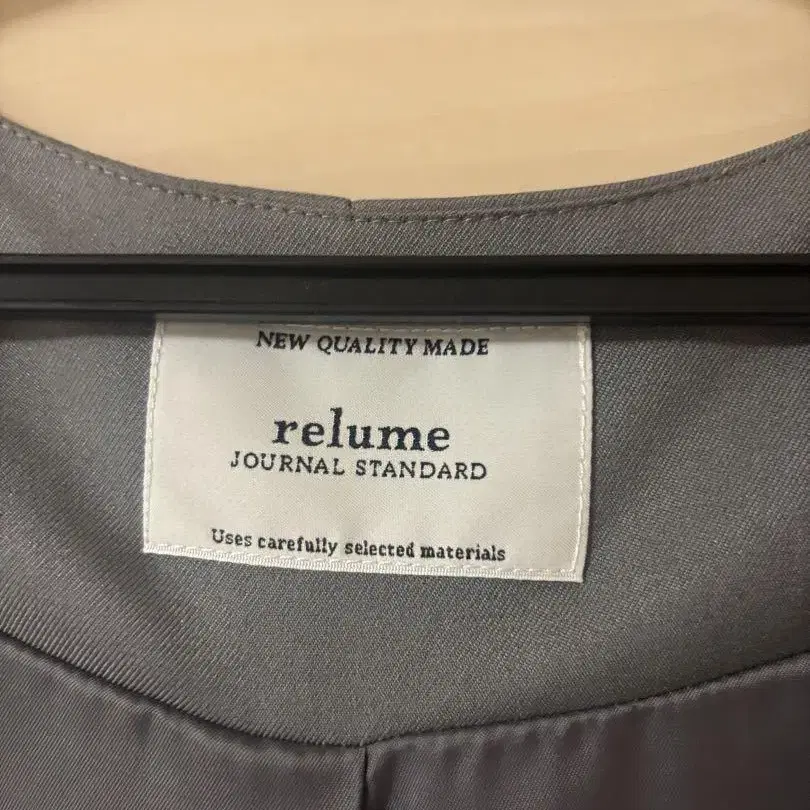 NEW QUALITY MADE
relume
JOURNAL STANDARD
Uses carefully selected materials